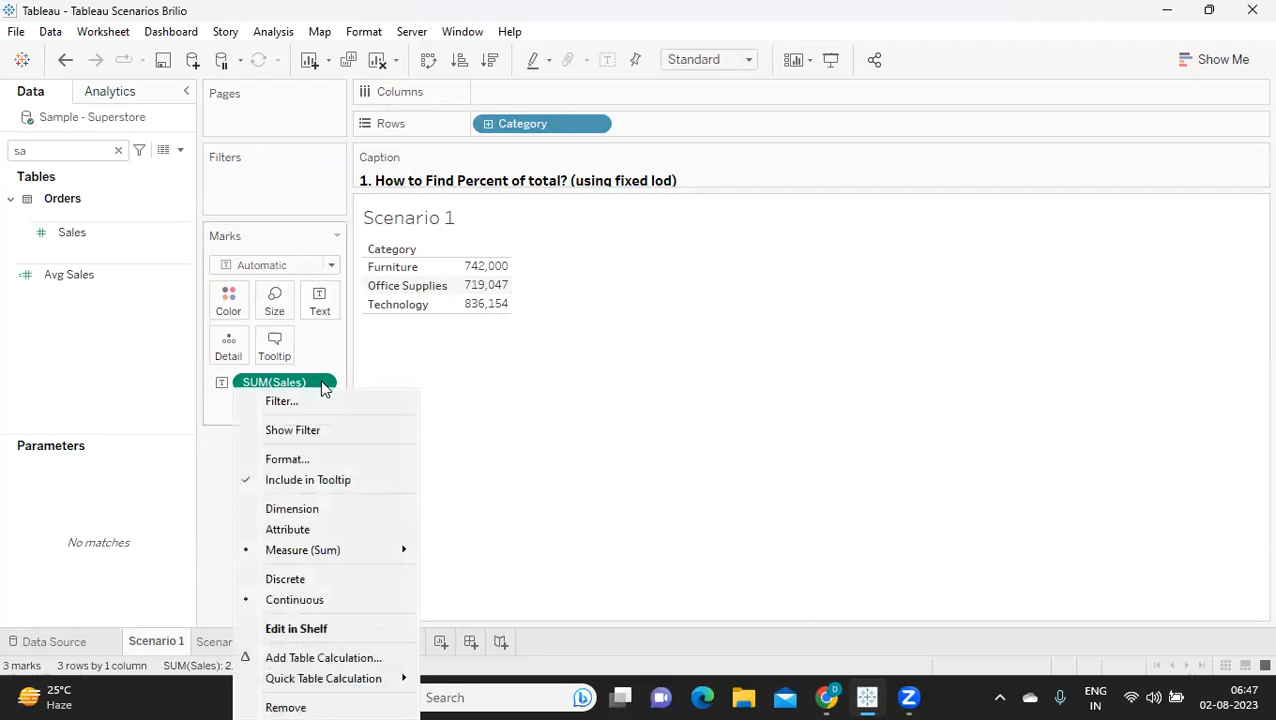 Tableau - Tableau Scenarios Brilio
File Data Worksheet Dashboard Story Analysis Map Format Server Window Help
Standard
Show Me
Data Analytics
Sample - Superstore
sa
Tables
Orders
Sales
Avg Sales
Parameters
No matches
Pages
Filters
Marks
Automatic
Color Size Text
Detail Tooltip
SUM(Sales)
Filter...
Show Filter
Format...
Include in Tooltip
Dimension
Attribute
Measure (Sum)
Discrete
Continuous
Edit in Shelf
Add Table Calculation...
Quick Table Calculation
Remove
Columns
Rows Category
Caption
1. How to Find Percent of total? (using fixed lod)
Scenario 1
Category
Furniture 742,000
Office Supplies 719,047
Technology 836,154
Data Source Scenario 1
3 marks 3 rows by 1 column
25°C
Haze
Search
ENG
IN
06:47
02-08-2023